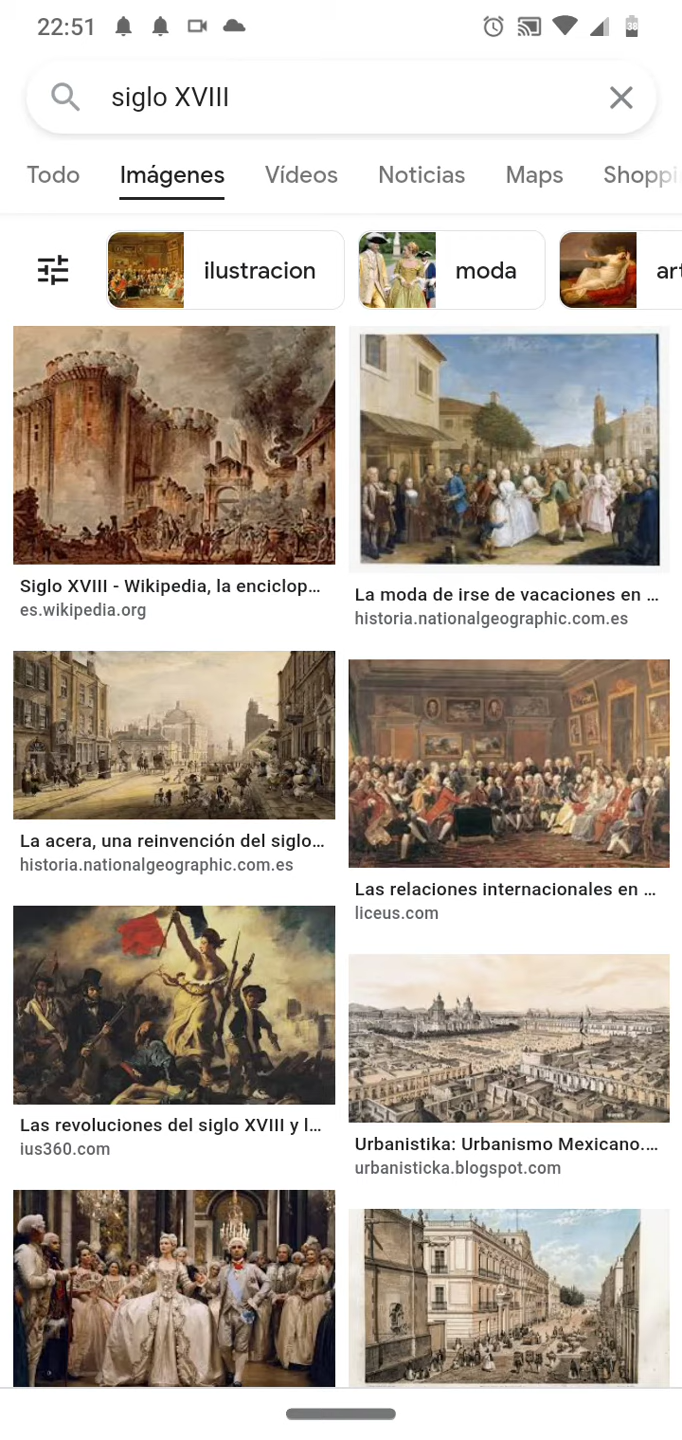 22:51
38
siglo XVIII
Todo Imágenes Vídeos Noticias Maps Shoppi
ilustracion moda art
Siglo XVIII - Wikipedia, la enciclop...
es.wikipedia.org
La moda de irse de vacaciones en ...
historia.nationalgeographic.com.es
La acera, una reinvención del siglo...
historia.nationalgeographic.com.es
Las relaciones internacionales en ...
liceus.com
Las revoluciones del siglo XVIII y l...
ius360.com
Urbanistika: Urbanismo Mexicano....
urbanisticka.blogspot.com